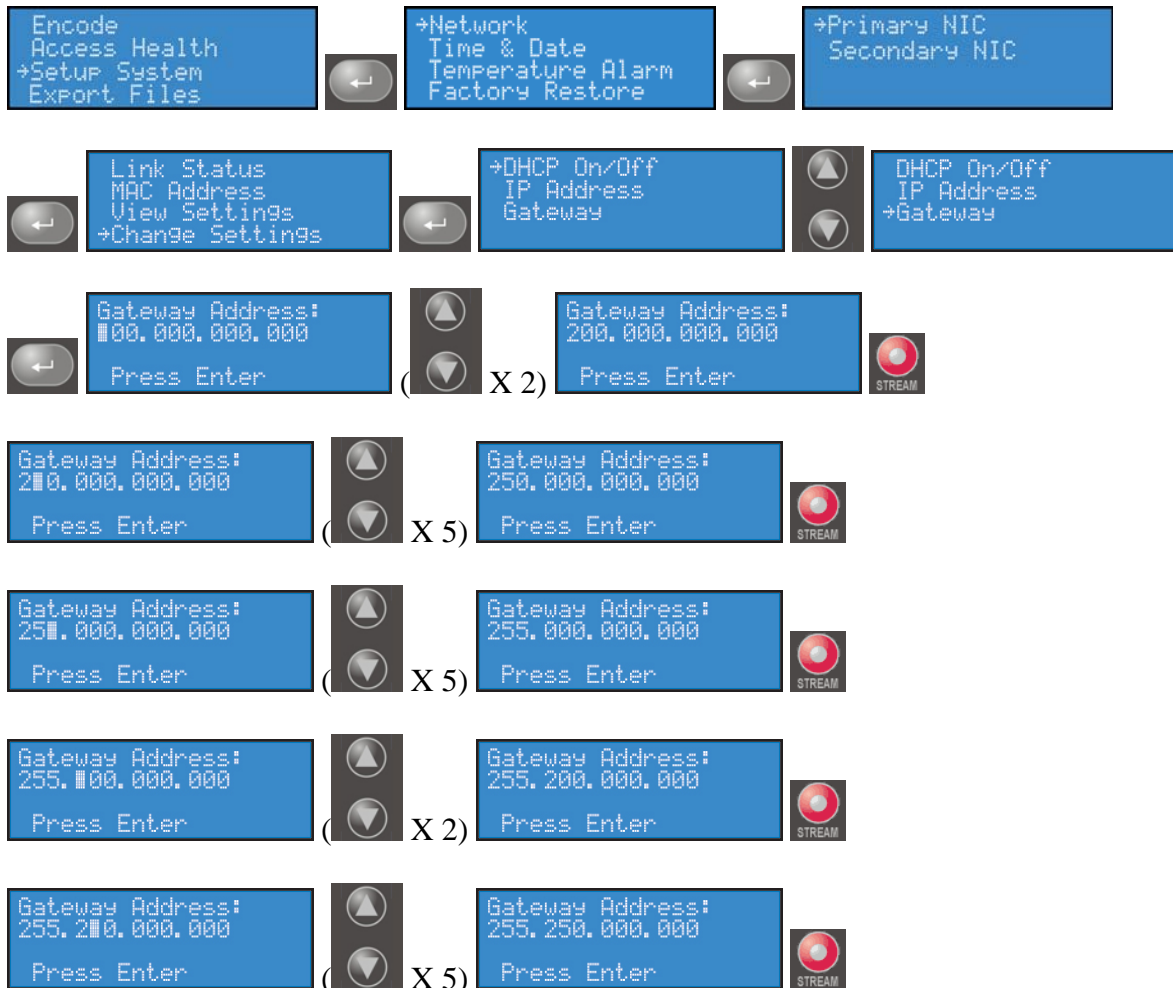 Encode
Access Health
→Setup System
Export Files
→Network
Time & Date
Temperature Alarm
Factory Restore
→Primary NIC
Secondary NIC
Link Status
MAC Address
View Settings
→Change Settings
→DHCP On/Off
IP Address
Gateway
DHCP On/Off
IP Address
→Gateway
Gateway Address:
█00.000.000.000
Press Enter
( X 2)
Gateway Address:
200.000.000.000
Press Enter
STREAM
Gateway Address:
2█0.000.000.000
Press Enter
( X 5)
Gateway Address:
250.000.000.000
Press Enter
STREAM
Gateway Address:
25█.000.000.000
Press Enter
( X 5)
Gateway Address:
255.000.000.000
Press Enter
STREAM
Gateway Address:
255.█00.000.000
Press Enter
( X 2)
Gateway Address:
255.200.000.000
Press Enter
STREAM
Gateway Address:
255.2█0.000.000
Press Enter
( X 5)
Gateway Address:
255.250.000.000
Press Enter
STREAM